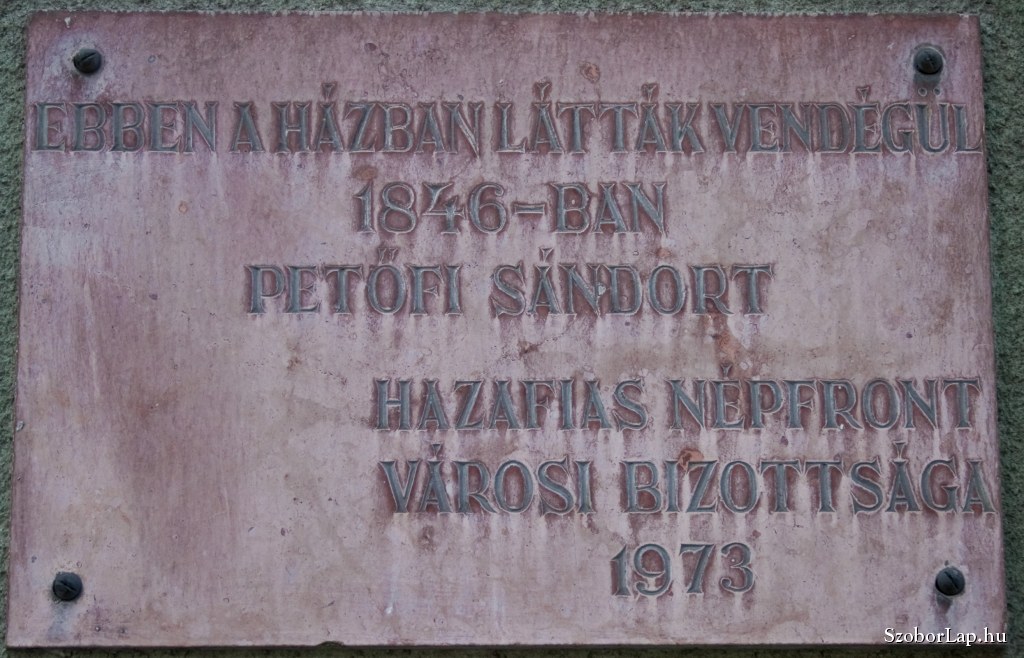 EBBEN A HÁZBAN LÁTTÁK VENDÉGÜL
1846-BAN
PETŐFI SÁNDORT
HAZAFIAS NÉPFRONT
VÁROSI BIZOTTSÁGA
1973
SzoborLap.hu